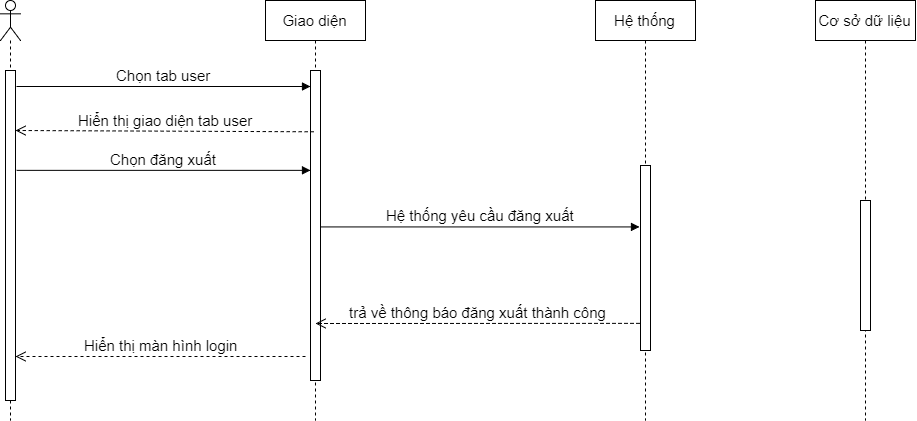 Giao diện
Hệ thống
Cơ sở dữ liệu
Chọn tab user
Hiển thị giao diện tab user
Chọn đăng xuất
Hệ thống yêu cầu đăng xuất
trả về thông báo đăng xuất thành công
Hiển thị màn hình login